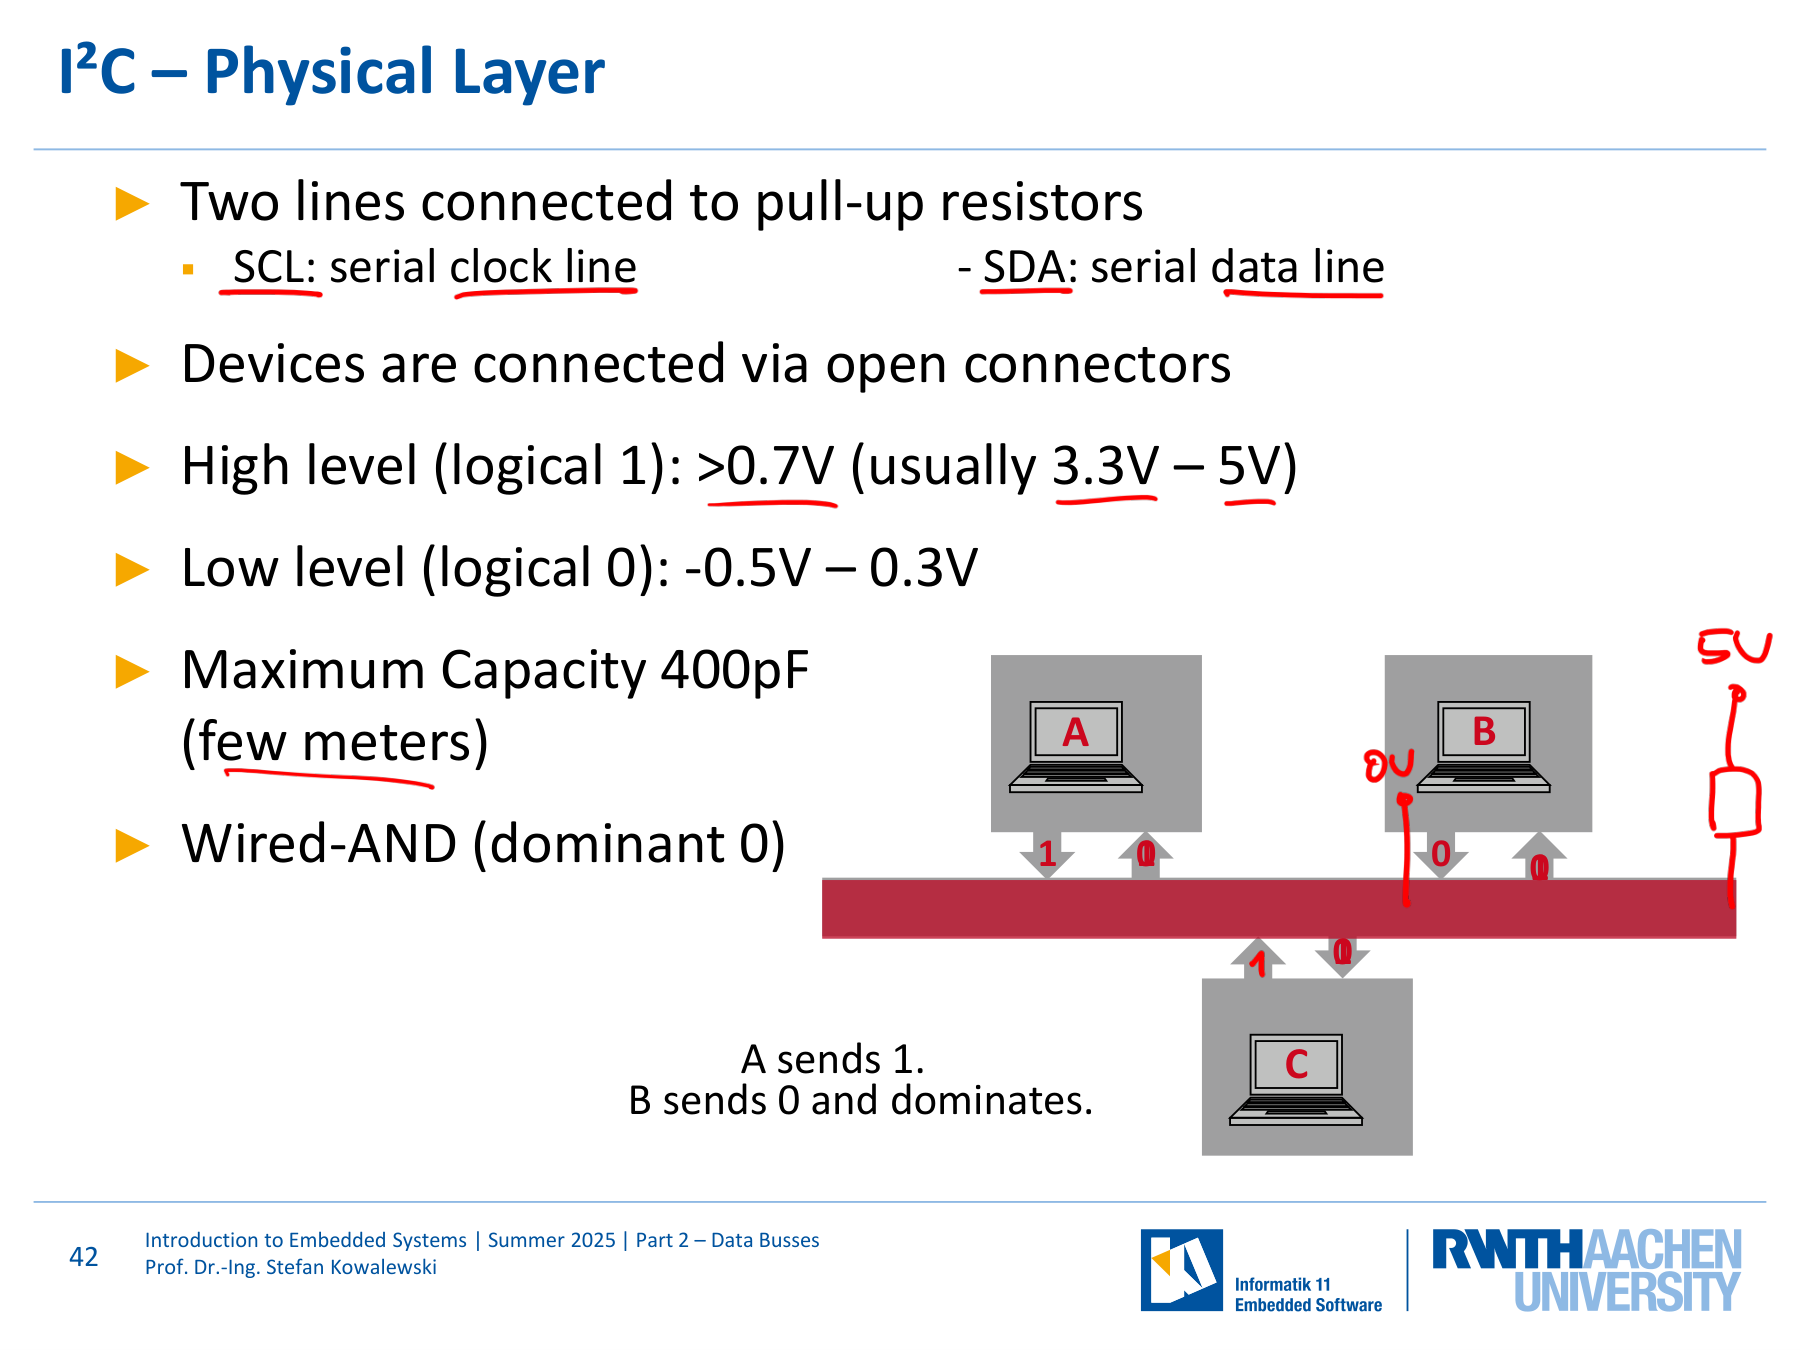 I²C – Physical Layer
Two lines connected to pull-up resistors
SCL: serial clock line - SDA: serial data line
Devices are connected via open connectors
High level (logical 1): >0.7V (usually 3.3V – 5V)
Low level (logical 0): -0.5V – 0.3V
Maximum Capacity 400pF
(few meters)
Wired-AND (dominant 0)
5V
A
B
0V
1
0
1
C
A sends 1.
B sends 0 and dominates.
42
Introduction to Embedded Systems | Summer 2025 | Part 2 – Data Busses
Prof. Dr.-Ing. Stefan Kowalewski
Informatik 11
Embedded Software
RWTH AACHEN
UNIVERSITY